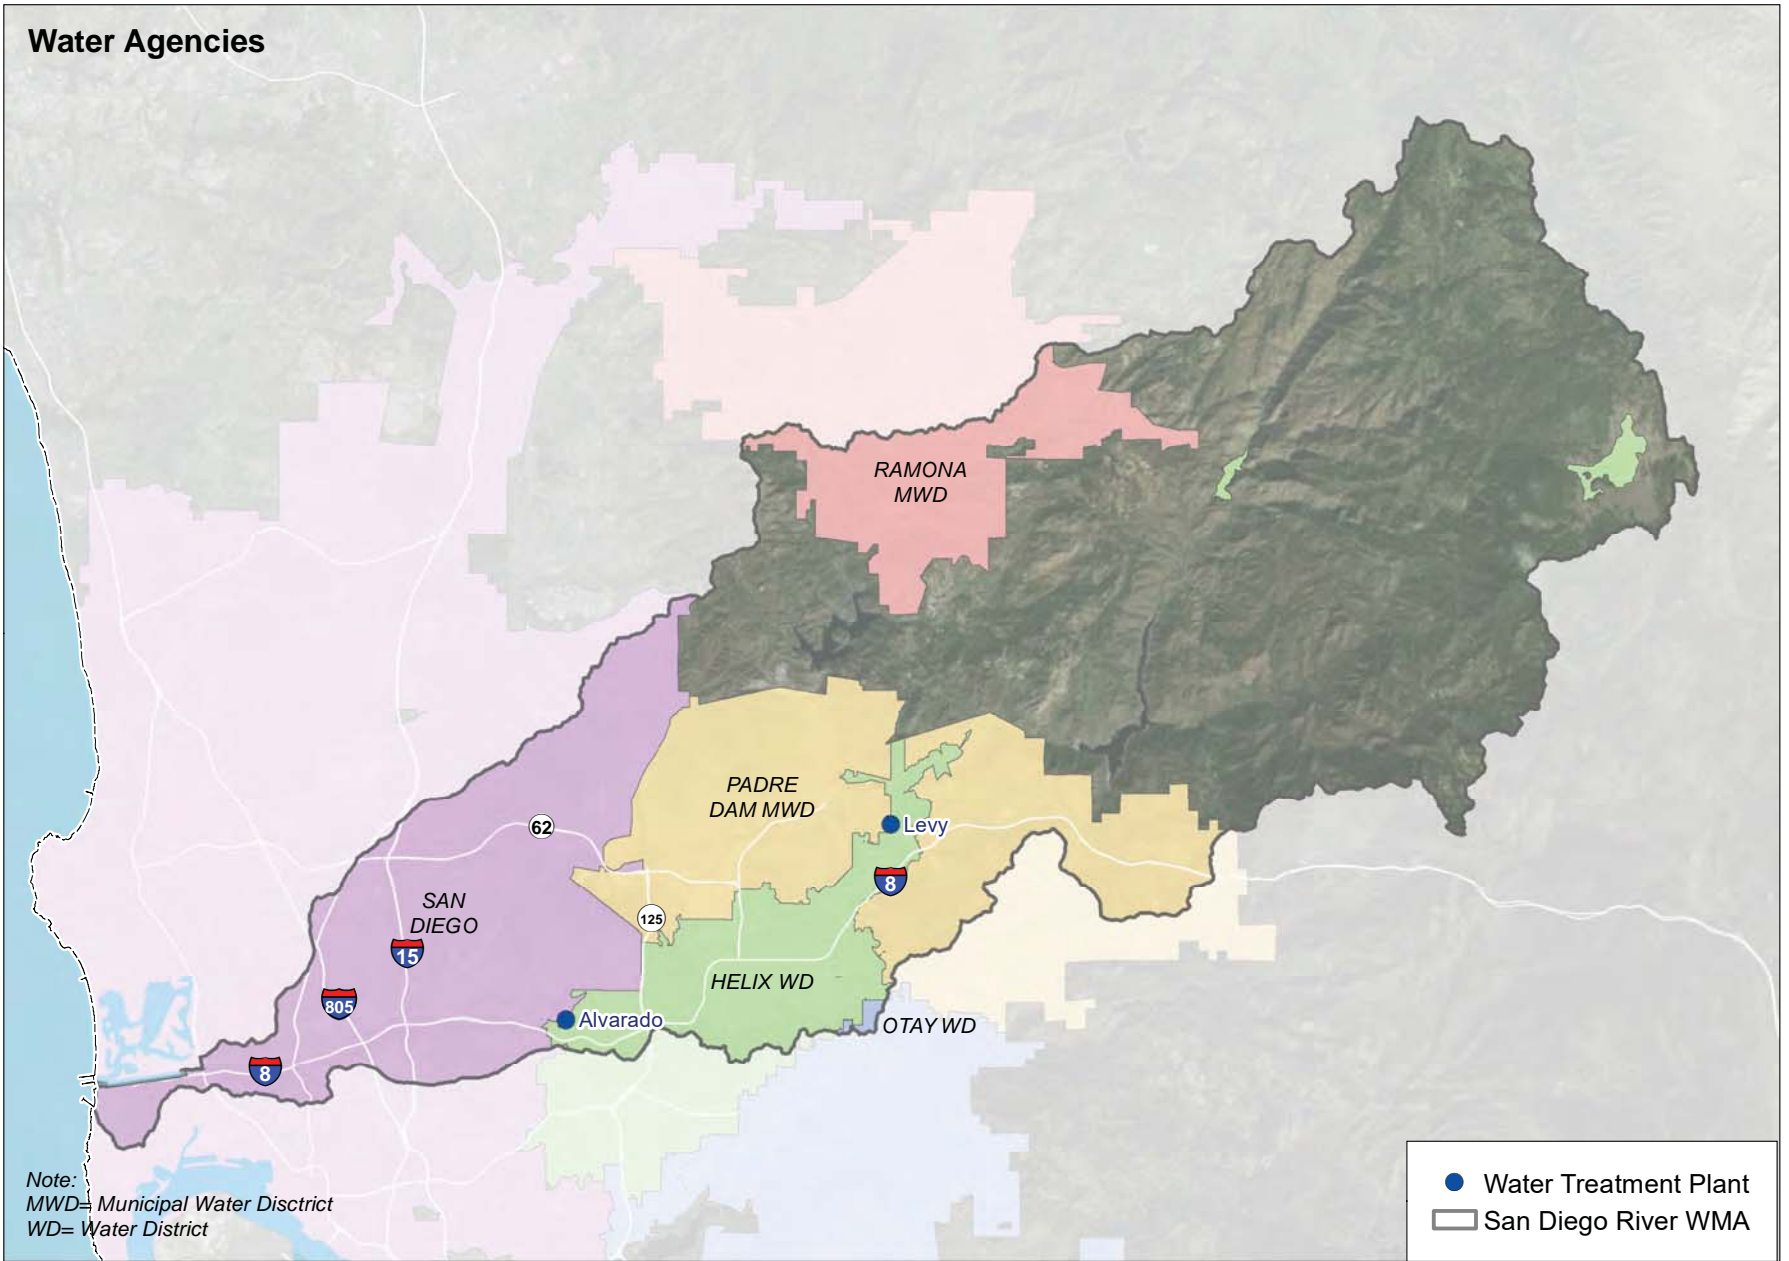 Water Agencies
RAMONA
MWD
PADRE
DAM MWD
62
Levy
8
SAN
DIEGO
125
15
HELIX WD
805
Alvarado
OTAY WD
8
Note:
MWD= Municipal Water Disctrict
WD= Water District
Water Treatment Plant
San Diego River WMA